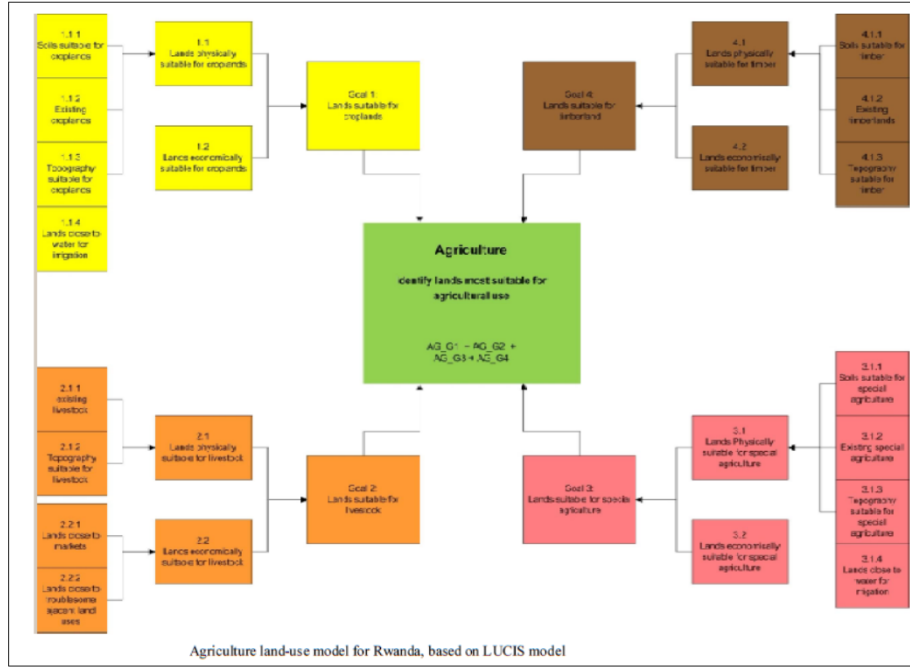 1.1.1
Soils suitable for
croplands
1.1.2
Existing
croplands
1.1.3
Topography
suitable for
croplands
1.1.4
Lands close to
water for
irrigation
1.1
Lands physically
suitable for croplands
1.2
Lands economically
suitable for croplands
Goal 1:
Lands suitable for
croplands
Goal 4:
Lands suitable for
timberland
4.1
Lands physically
suitable for timber
4.2
Lands economically
suitable for timber
4.1.1
Soils suitable for
timber
4.1.2
Existing
timberlands
4.1.3
Topography
suitable for
timber
Agriculture
identify lands most suitable for
agricultural use
AG_G1 + AG_G2 +
AG_G3 + AG_G4
2.1.1
existing
livestock
2.1.2
Topography
suitable for
livestock
2.2.1
Lands close to
markets
2.2.2
Lands close to
troublesome
ajacent land
uses
2.1
Lands physically
suitable for livestock
2.2
Lands economically
suitable for livestock
Goal 2:
Lands suitable for
livestock
Goal 3:
Lands suitable for special
agriculture
3.1
Lands Physically
suitable for special
agriculture
3.2
Lands economically
suitable for special
agriculture
3.1.1
Soils suitable for
special
agriculture
3.1.2
Existing special
agriculture
3.1.3
Topography
suitable for
special
agriculture
3.1.4
Lands close to
water for
irrigation
Agriculture land-use model for Rwanda, based on LUCIS model